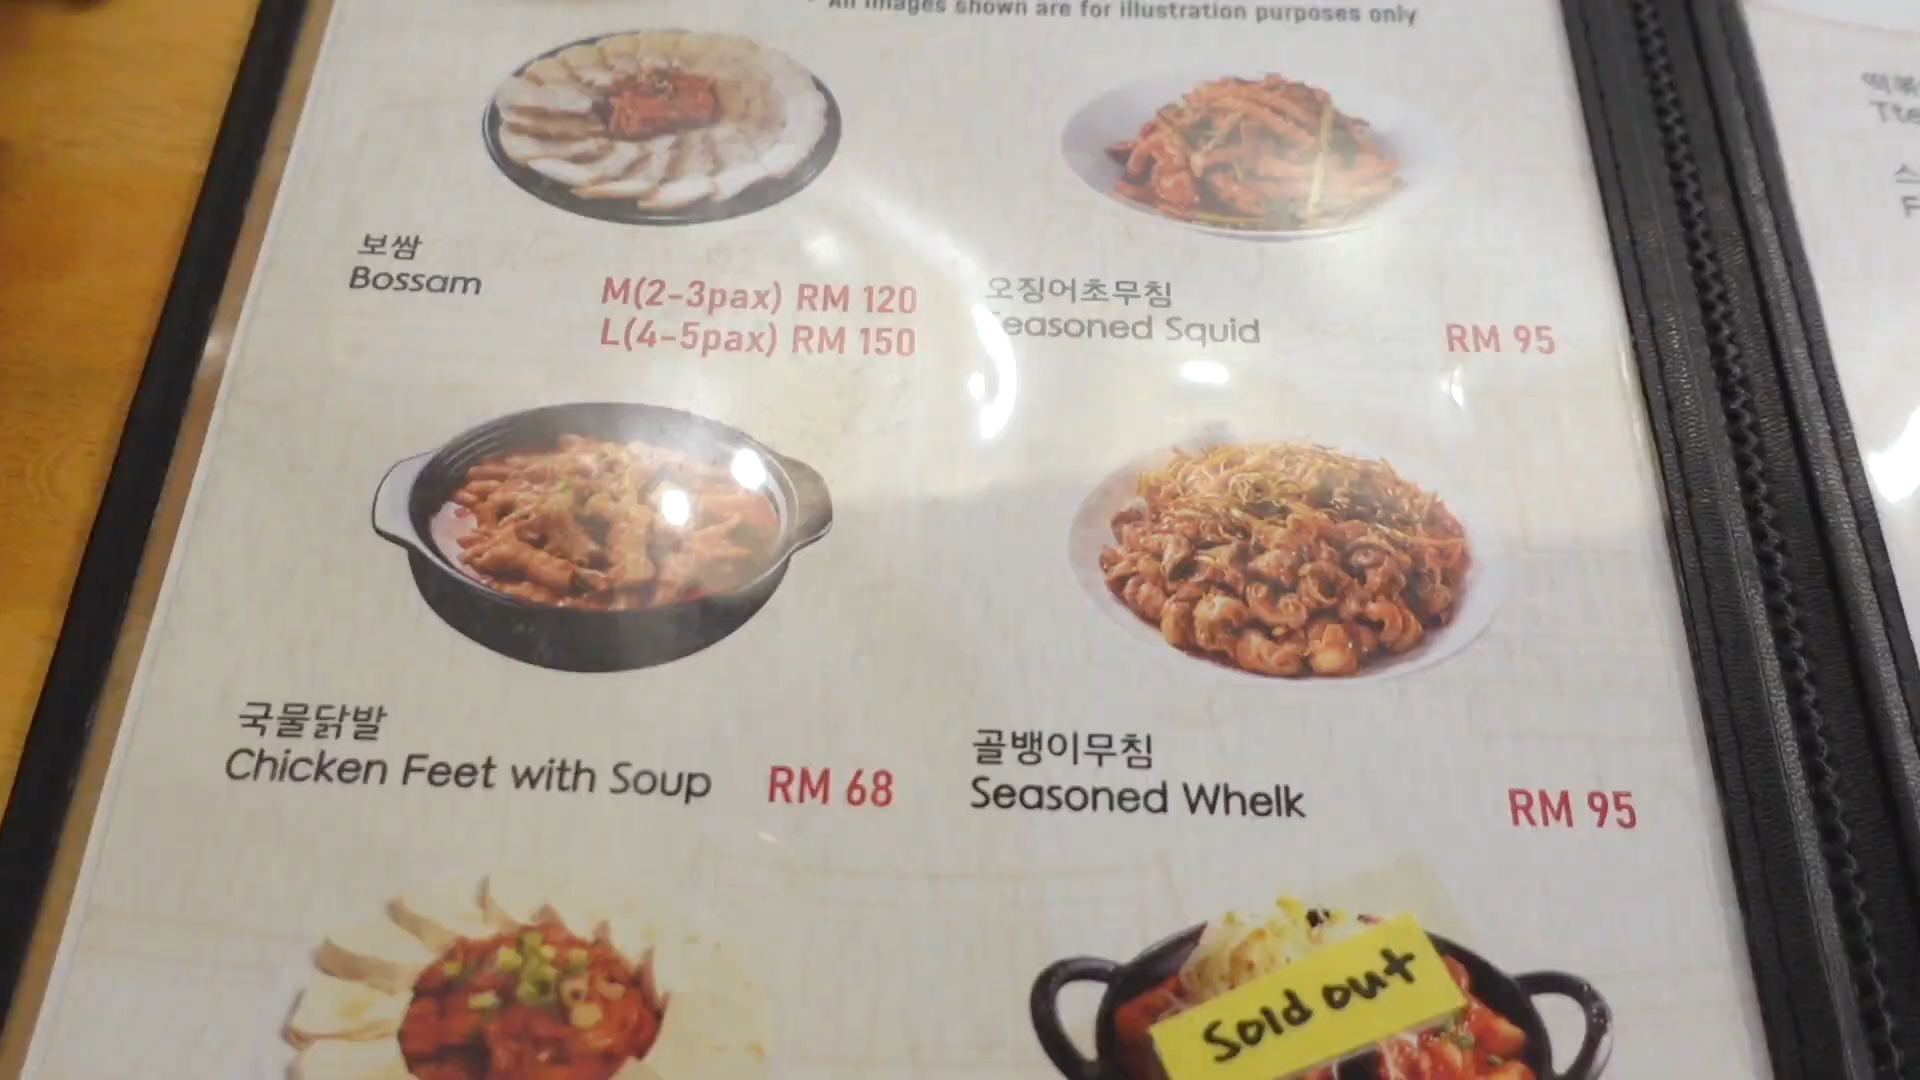 All images shown are for illustration purposes only
보쌈
Bossam
M(2-3pax) RM 120
L(4-5pax) RM 150
오징어초무침
Seasoned Squid
RM 95
국물닭발
Chicken Feet with Soup
RM 68
골뱅이무침
Seasoned Whelk
RM 95
Sold out